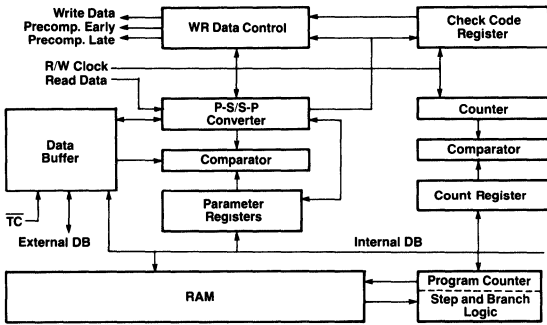 Write Data
Precomp. Early
Precomp. Late
WR Data Control
Check Code
Register
R/W Clock
Read Data
P-S/S-P
Converter
Counter
Data
Buffer
Comparator
Comparator
Parameter
Registers
Count Register
TC
External DB
Internal DB
RAM
Program Counter
Step and Branch
Logic